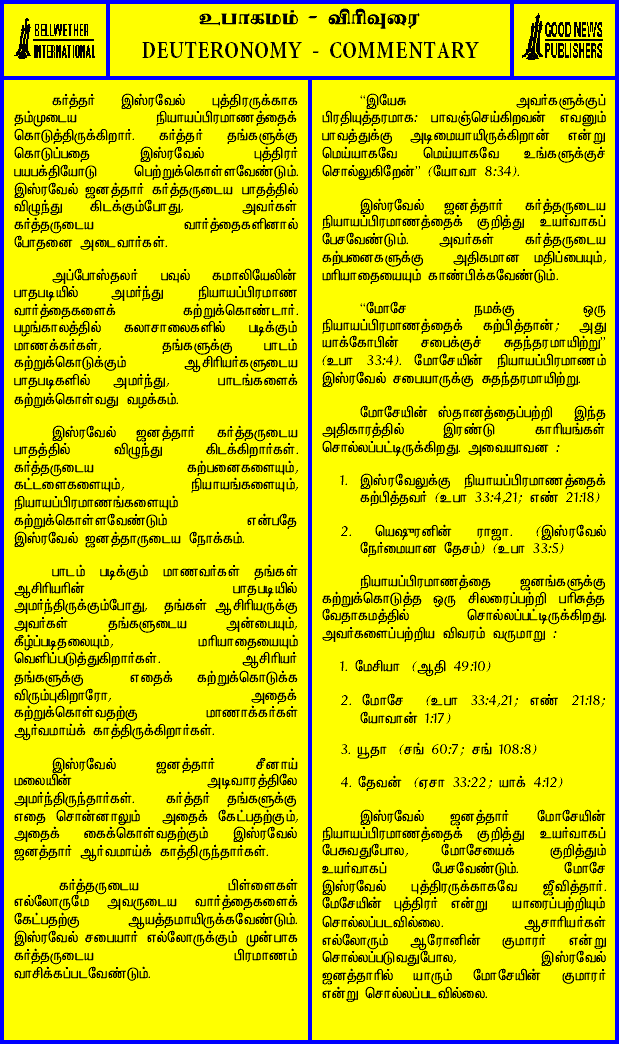 BELLWETHER
INTERNATIONAL
உபாகமம் - விரிவுரை
DEUTERONOMY - COMMENTARY
GOOD NEWS
PUBLISHERS
கர்த்தர் இஸ்ரவேல் புத்திரருக்காக
தம்முடைய நியாயப்பிரமாணத்தைக்
கொடுத்திருக்கிறார். கர்த்தர் தங்களுக்கு
கொடுப்பதை இஸ்ரவேல் புத்திரர்
பயபக்தியோடு பெற்றுக்கொள்ளவேண்டும்.
இஸ்ரவேல் ஜனத்தார் கர்த்தருடைய பாதத்தில்
விழுந்து கிடக்கும்போது, அவர்கள்
கர்த்தருடைய வார்த்தைகளினால்
போதனை அடைவார்கள்.
அப்போஸ்தலர் பவுல் கமாலியேலின்
பாதபடியில் அமர்ந்து நியாயப்பிரமாண
வார்த்தைகளைக் கற்றுக்கொண்டார்.
பழங்காலத்தில் கலாசாலைகளில் படிக்கும்
மாணக்கர்கள், தங்களுக்கு பாடம்
கற்றுக்கொடுக்கும் ஆசிரியர்களுடைய
பாதபடிகளில் அமர்ந்து, பாடங்களைக்
கற்றுக்கொள்வது வழக்கம்.
இஸ்ரவேல் ஜனத்தார் கர்த்தருடைய
பாதத்தில் விழுந்து கிடக்கிறார்கள்.
கர்த்தருடைய கற்பனைகளையும்,
கட்டளைகளையும், நியாயங்களையும்,
நியாயப்பிரமாணங்களையும்
கற்றுக்கொள்ளவேண்டும் என்பதே
இஸ்ரவேல் ஜனத்தாருடைய நோக்கம்.
பாடம் படிக்கும் மாணவர்கள் தங்கள்
ஆசிரியரின் பாதபடியில்
அமர்ந்திருக்கும்போது, தங்கள் ஆசிரியருக்கு
அவர்கள் தங்களுடைய அன்பையும்,
கீழ்ப்படிதலையும், மரியாதையையும்
வெளிப்படுத்துகிறார்கள். ஆசிரியர்
தங்களுக்கு எதைக் கற்றுக்கொடுக்க
விரும்புகிறாரோ, அதைக்
கற்றுக்கொள்வதற்கு மாணாக்கர்கள்
ஆர்வமாய்க் காத்திருக்கிறார்கள்.
இஸ்ரவேல் ஜனத்தார் சீனாய்
மலையின் அடிவாரத்திலே
அமர்ந்திருந்தார்கள். கர்த்தர் தங்களுக்கு
எதை சொன்னாலும் அதைக் கேட்பதற்கும்,
அதைக் கைக்கொள்வதற்கும் இஸ்ரவேல்
ஜனத்தார் ஆர்வமாய்க் காத்திருந்தார்கள்.
கர்த்தருடைய பிள்ளைகள்
எல்லோருமே அவருடைய வார்த்தைகளைக்
கேட்பதற்கு ஆயத்தமாயிருக்கவேண்டும்.
இஸ்ரவேல் சபையார் எல்லோருக்கும் முன்பாக
கர்த்தருடைய பிரமாணம்
வாசிக்கப்படவேண்டும்.
“இயேசு அவர்களுக்குப்
பிரதியுத்தரமாக: பாவஞ்செய்கிறவன் எவனும்
பாவத்துக்கு அடிமையாயிருக்கிறான் என்று
மெய்யாகவே மெய்யாகவே உங்களுக்குச்
சொல்லுகிறேன்” (யோவா 8:34).
இஸ்ரவேல் ஜனத்தார் கர்த்தருடைய
நியாயப்பிரமாணத்தைக் குறித்து உயர்வாகப்
பேசவேண்டும். அவர்கள் கர்த்தருடைய
கற்பனைகளுக்கு அதிகமான மதிப்பையும்,
மரியாதையையும் காண்பிக்கவேண்டும்.
“மோசே நமக்கு ஒரு
நியாயப்பிரமாணத்தைக் கற்பித்தான்; அது
யாக்கோபின் சபைக்குச் சுதந்தரமாயிற்று”
(உபா 33:4). மோசேயின் நியாயப்பிரமாணம்
இஸ்ரவேல் சபையாருக்கு சுதந்தரமாயிற்று.
மோசேயின் ஸ்தானத்தைப்பற்றி இந்த
அதிகாரத்தில் இரண்டு காரியங்கள்
சொல்லப்பட்டிருக்கிறது. அவையாவன :
1. இஸ்ரவேலுக்கு நியாயப்பிரமாணத்தைக்
கற்பித்தவர் (உபா 33:4,21; எண் 21:18)
2. யெஷுரனின் ராஜா. (இஸ்ரவேல்
நேர்மையான தேசம்) (உபா 33:5)
நியாயப்பிரமாணத்தை ஜனங்களுக்கு
கற்றுக்கொடுத்த ஒரு சிலரைப்பற்றி பரிசுத்த
வேதாகமத்தில் சொல்லப்பட்டிருக்கிறது.
அவர்களைப்பற்றிய விவரம் வருமாறு :
1. மேசியா (ஆதி 49:10)
2. மோசே (உபா 33:4,21; எண் 21:18;
யோவான் 1:17)
3. யூதா (சங் 60:7; சங் 108:8)
4. தேவன் (ஏசா 33:22; யாக் 4:12)
இஸ்ரவேல் ஜனத்தார் மோசேயின்
நியாயப்பிரமாணத்தைக் குறித்து உயர்வாகப்
பேசுவதுபோல, மோசேயைக் குறித்தும்
உயர்வாகப் பேசவேண்டும். மோசே
இஸ்ரவேல் புத்திரருக்காகவே ஜீவித்தார்.
மேசேயின் புத்திரர் என்று யாரைப்பற்றியும்
சொல்லப்படவில்லை. ஆசாரியர்கள்
எல்லோரும் ஆரோனின் குமாரர் என்று
சொல்லப்படுவதுபோல, இஸ்ரவேல்
ஜனத்தாரில் யாரும் மோசேயின் குமாரர்
என்று சொல்லப்படவில்லை.